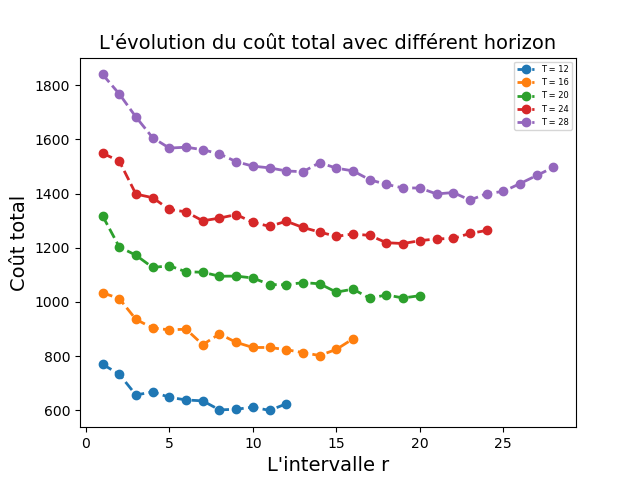 L'évolution du coût total avec différent horizon
T = 12
T = 16
T = 20
T = 24
T = 28
Coût total
1800
1600
1400
1200
1000
800
600
0 5 10 15 20 25
L'intervalle r